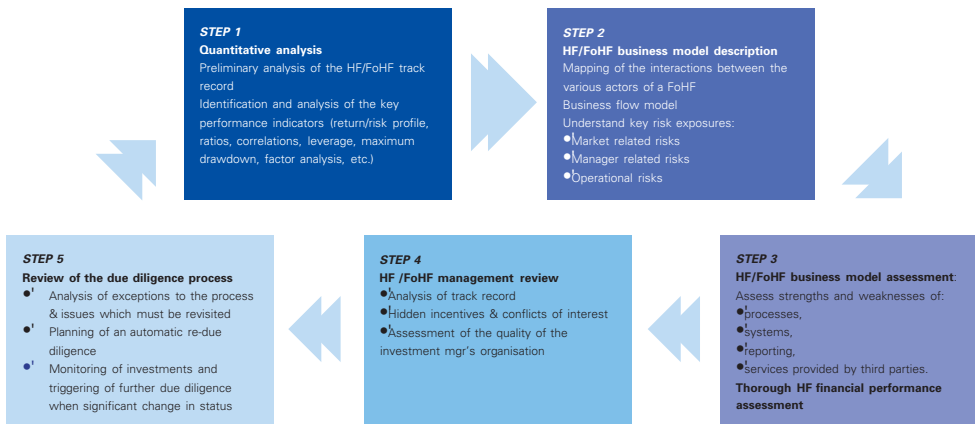 STEP 1
Quantitative analysis
Preliminary analysis of the HF/FoHF track
record
Identification and analysis of the key
performance indicators (return/risk profile,
ratios, correlations, leverage, maximum
drawdown, factor analysis, etc.)
STEP 2
HF/FoHF business model description
Mapping of the interactions between the
various actors of a FoHF
Business flow model
Understand key risk exposures:
●' Market related risks
●' Manager related risks
●' Operational risks
STEP 3
HF/FoHF business model assessment:
Assess strengths and weaknesses of:
●' processes,
●' systems,
●' reporting,
●' services provided by third parties.
Thorough HF financial performance
assessment
STEP 4
HF /FoHF management review
●' Analysis of track record
●' Hidden incentives & conflicts of interest
●' Assessment of the quality of the
investment mgr's organisation
STEP 5
Review of the due diligence process
●' Analysis of exceptions to the process
& issues which must be revisited
●' Planning of an automatic re-due
diligence
●' Monitoring of investments and
triggering of further due diligence
when significant change in status